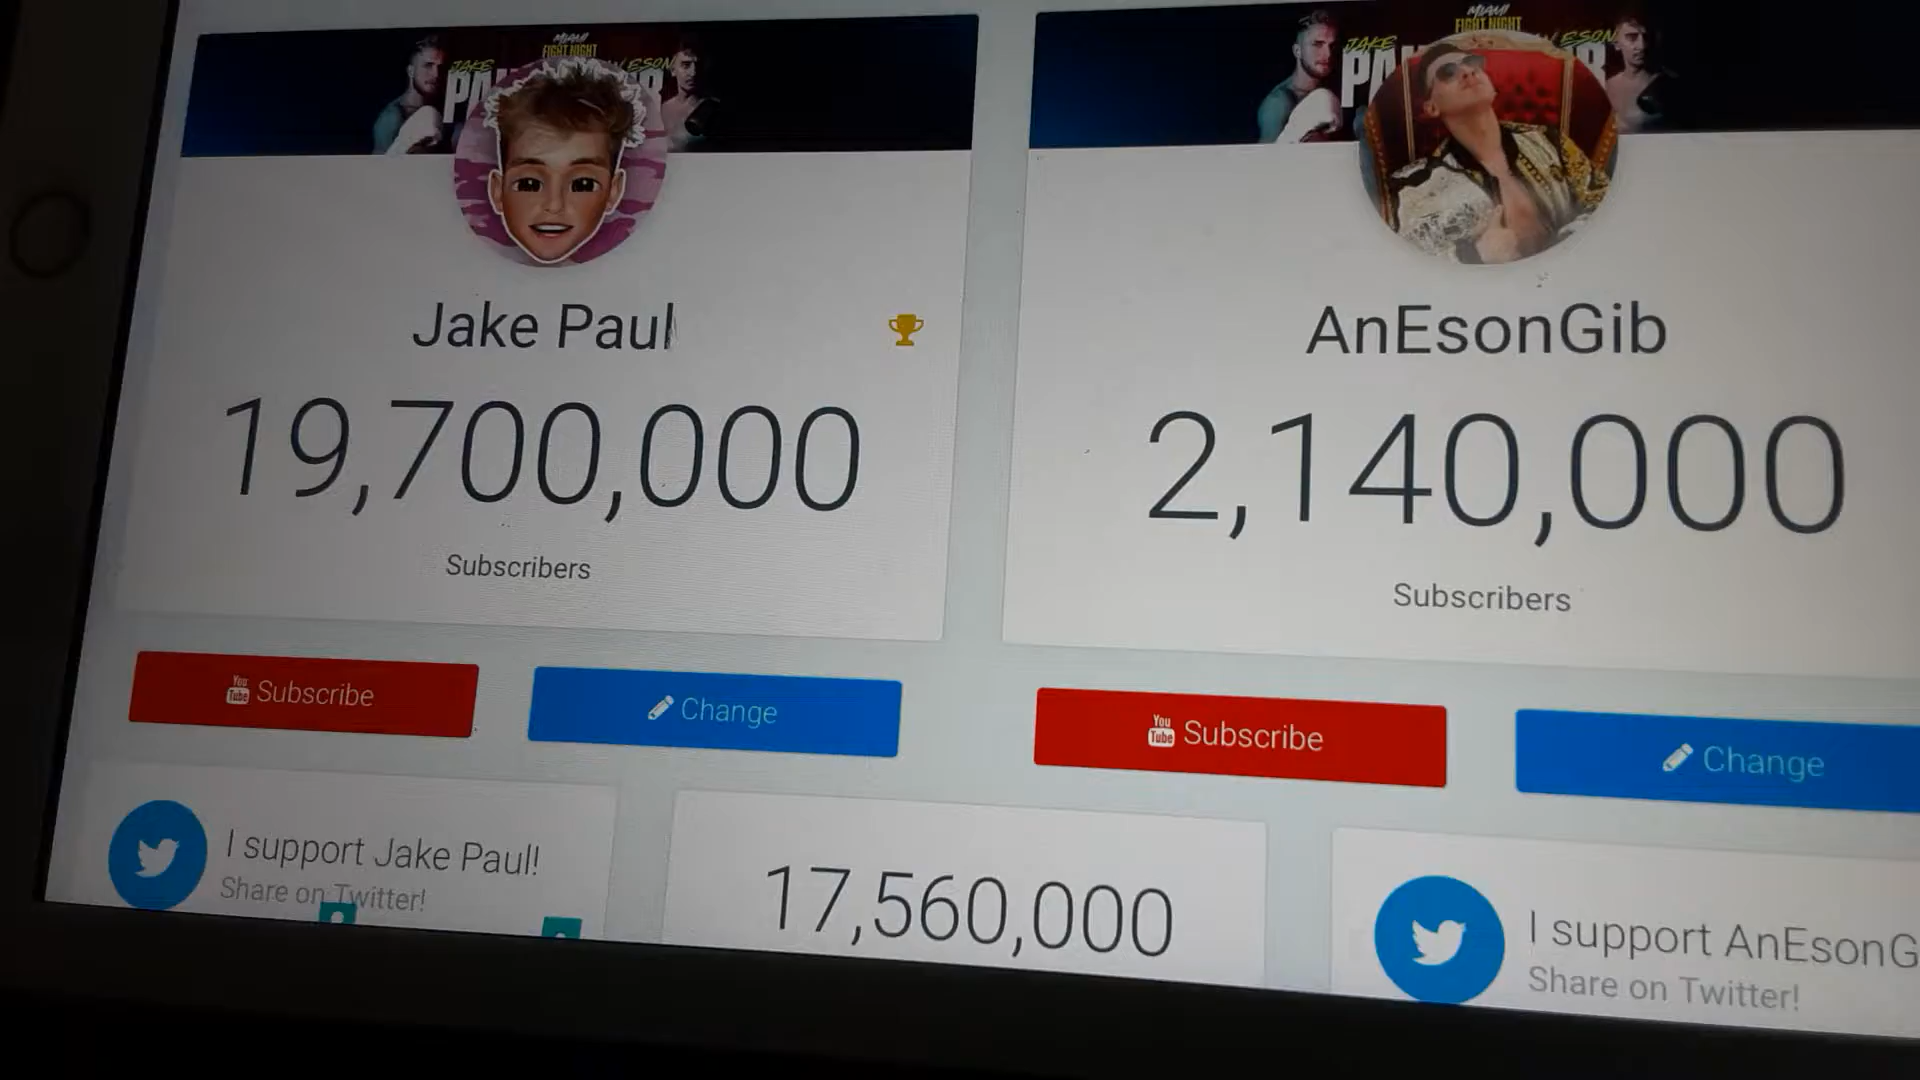 MIAMI
FIGHT NIGHT
JAKE
ESON
MIAMI
FIGHT NIGHT
JAKE
ESON
Jake Paul
19,700,000
Subscribers
You Tube Subscribe
Change
AnEsonGib
2,140,000
Subscribers
You Tube Subscribe
Change
I support Jake Paul!
Share on Twitter!
17,560,000
I support AnEsonG
Share on Twitter!